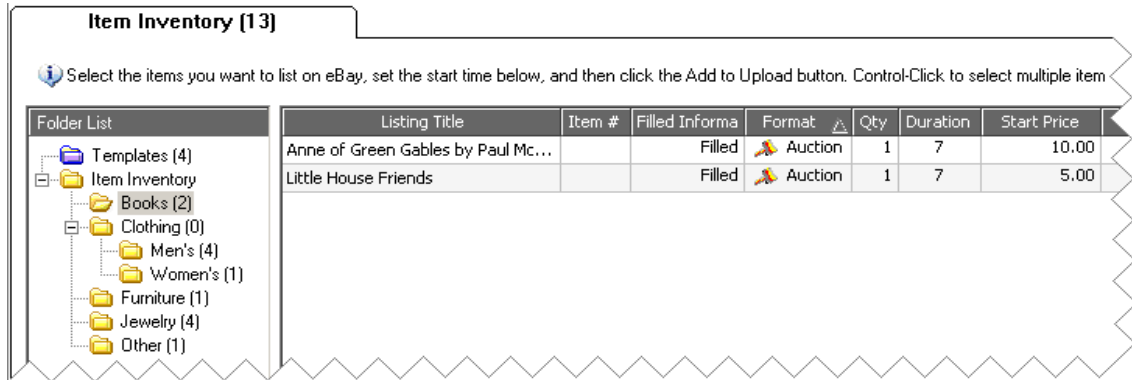 Item Inventory (13)
Select the items you want to list on eBay, set the start time below, and then click the Add to Upload button. Control-Click to select multiple item
Folder List
Templates (4)
Item Inventory
Books (2)
Clothing (0)
Men's (4)
Women's (1)
Furniture (1)
Jewelry (4)
Other (1)
Listing Title Item # Filled Informa Format Qty Duration Start Price
Anne of Green Gables by Paul Mc... Filled Auction 1 7 10.00
Little House Friends Filled Auction 1 7 5.00